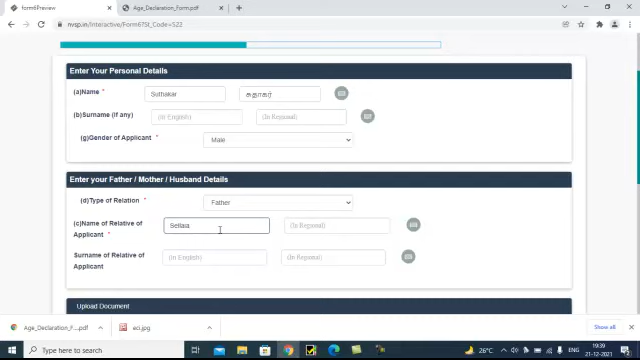 form6Preview
Age_Declaration_Form.pdf
nvsp.in/Interactive/Form6?St_Code=S22
Enter Your Personal Details
(a)Name * Suthakar சுதாகர்
(b)Surname (if any) (In English) (In Regional)
(g)Gender of Applicant * Male
Enter your Father / Mother / Husband Details
(d)Type of Relation * Father
(c)Name of Relative of Applicant * Sellaia (In Regional)
Surname of Relative of Applicant (In English) (In Regional)
Upload Document
Age_Declaration_F....pdf
eci.jpg
Show all
Type here to search
26°C
ENG
19:39
21-12-2021